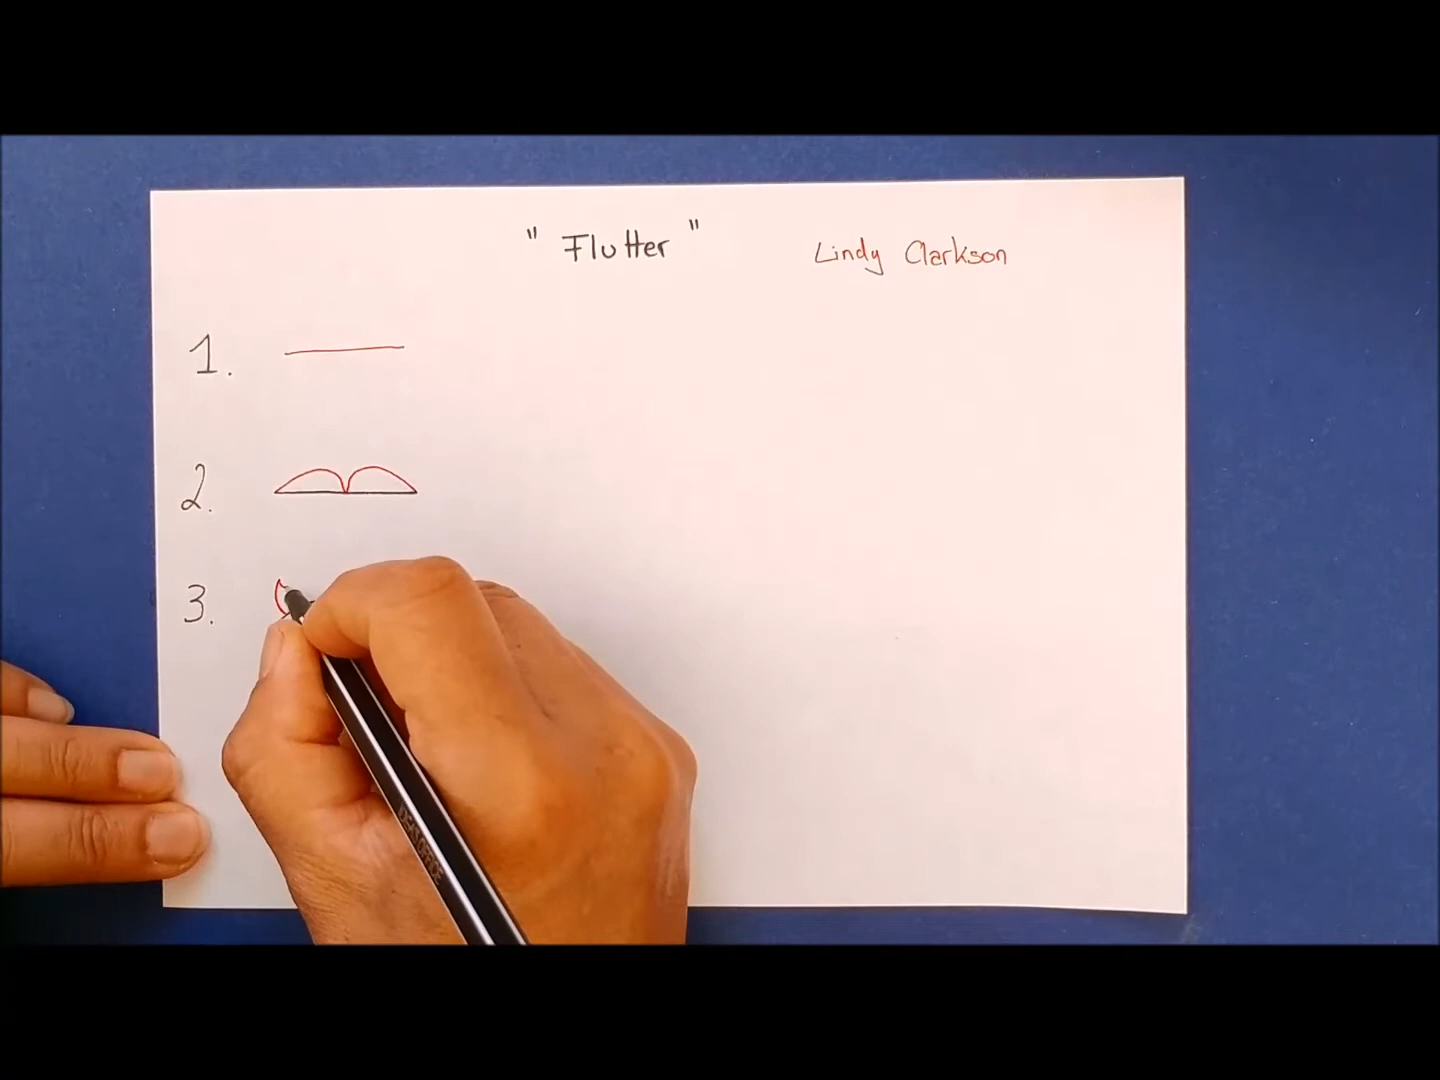 " Flutter "
Lindy Clarkson
1.
2.
3.